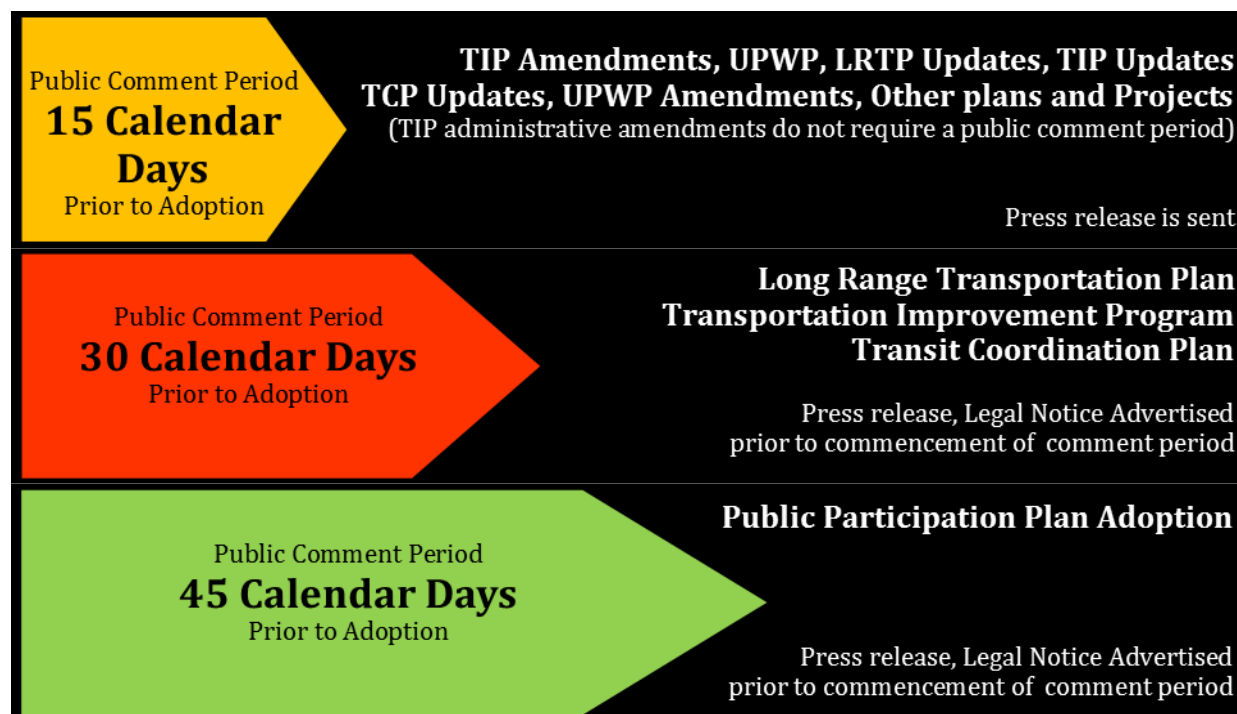 Public Comment Period
15 Calendar
Days
Prior to Adoption
TIP Amendments, UPWP, LRTP Updates, TIP Updates
TCP Updates, UPWP Amendments, Other plans and Projects
(TIP administrative amendments do not require a public comment period)
Press release is sent
Public Comment Period
30 Calendar Days
Prior to Adoption
Long Range Transportation Plan
Transportation Improvement Program
Transit Coordination Plan
Press release, Legal Notice Advertised
prior to commencement of comment period
Public Comment Period
45 Calendar Days
Prior to Adoption
Public Participation Plan Adoption
Press release, Legal Notice Advertised
prior to commencement of comment period